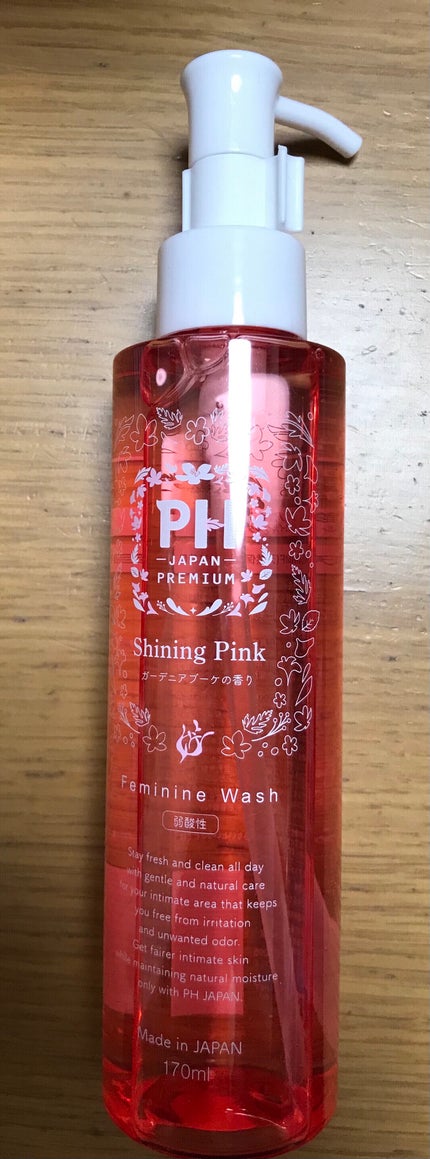 PH
JAPAN
PREMIUM
Shining Pink
ガーデニアブーケの香り
Feminine Wash
弱酸性
Stay fresh and clean all day
with gentle and natural care
for your intimate area that keeps
you free from irritation
and unwanted odor.
Get fairer intimate skin
while maintaining natural moisture
only with PH JAPAN.
Made in JAPAN
170ml